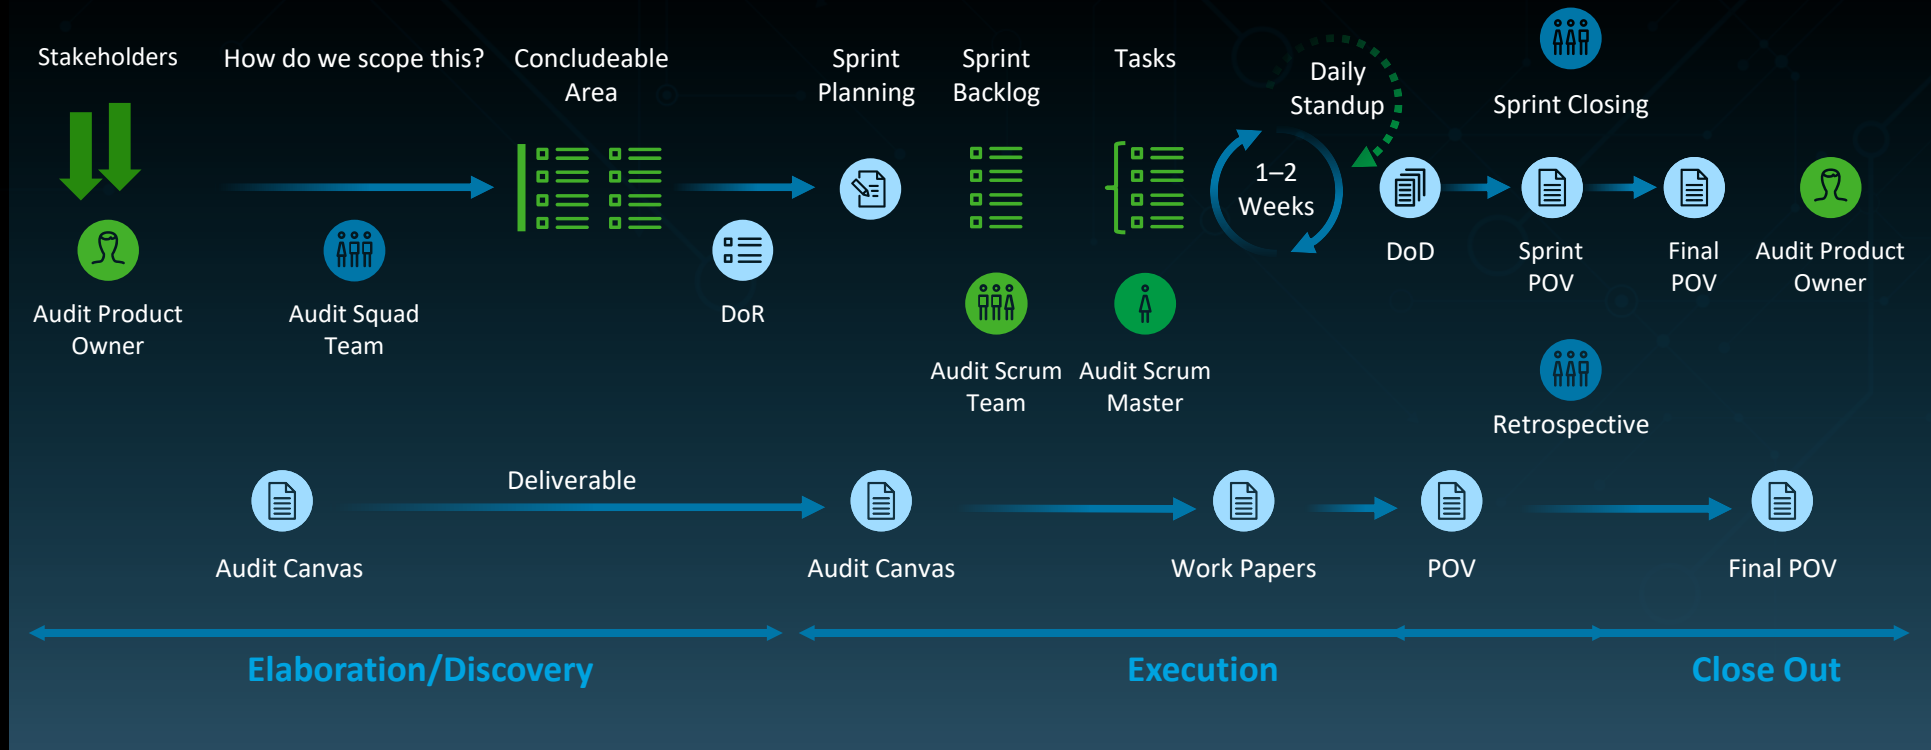 Stakeholders
How do we scope this?
Concludeable
Area
Sprint
Planning
Sprint
Backlog
Tasks
Daily
Standup
Sprint Closing
1–2
Weeks
Audit Product
Owner
Audit Squad
Team
DoR
Audit Scrum
Team
Audit Scrum
Master
DoD
Sprint
POV
Final
POV
Audit Product
Owner
Retrospective
Deliverable
Audit Canvas
Audit Canvas
Work Papers
POV
Final POV
Elaboration/Discovery
Execution
Close Out